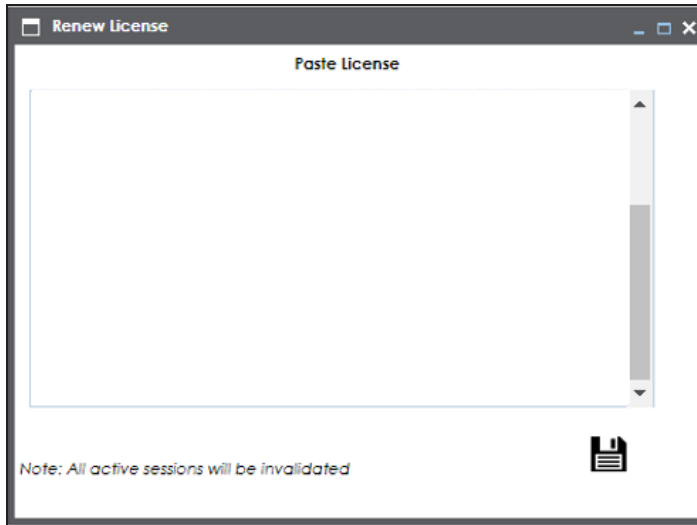 Renew License
Paste License
Note: All active sessions will be invalidated